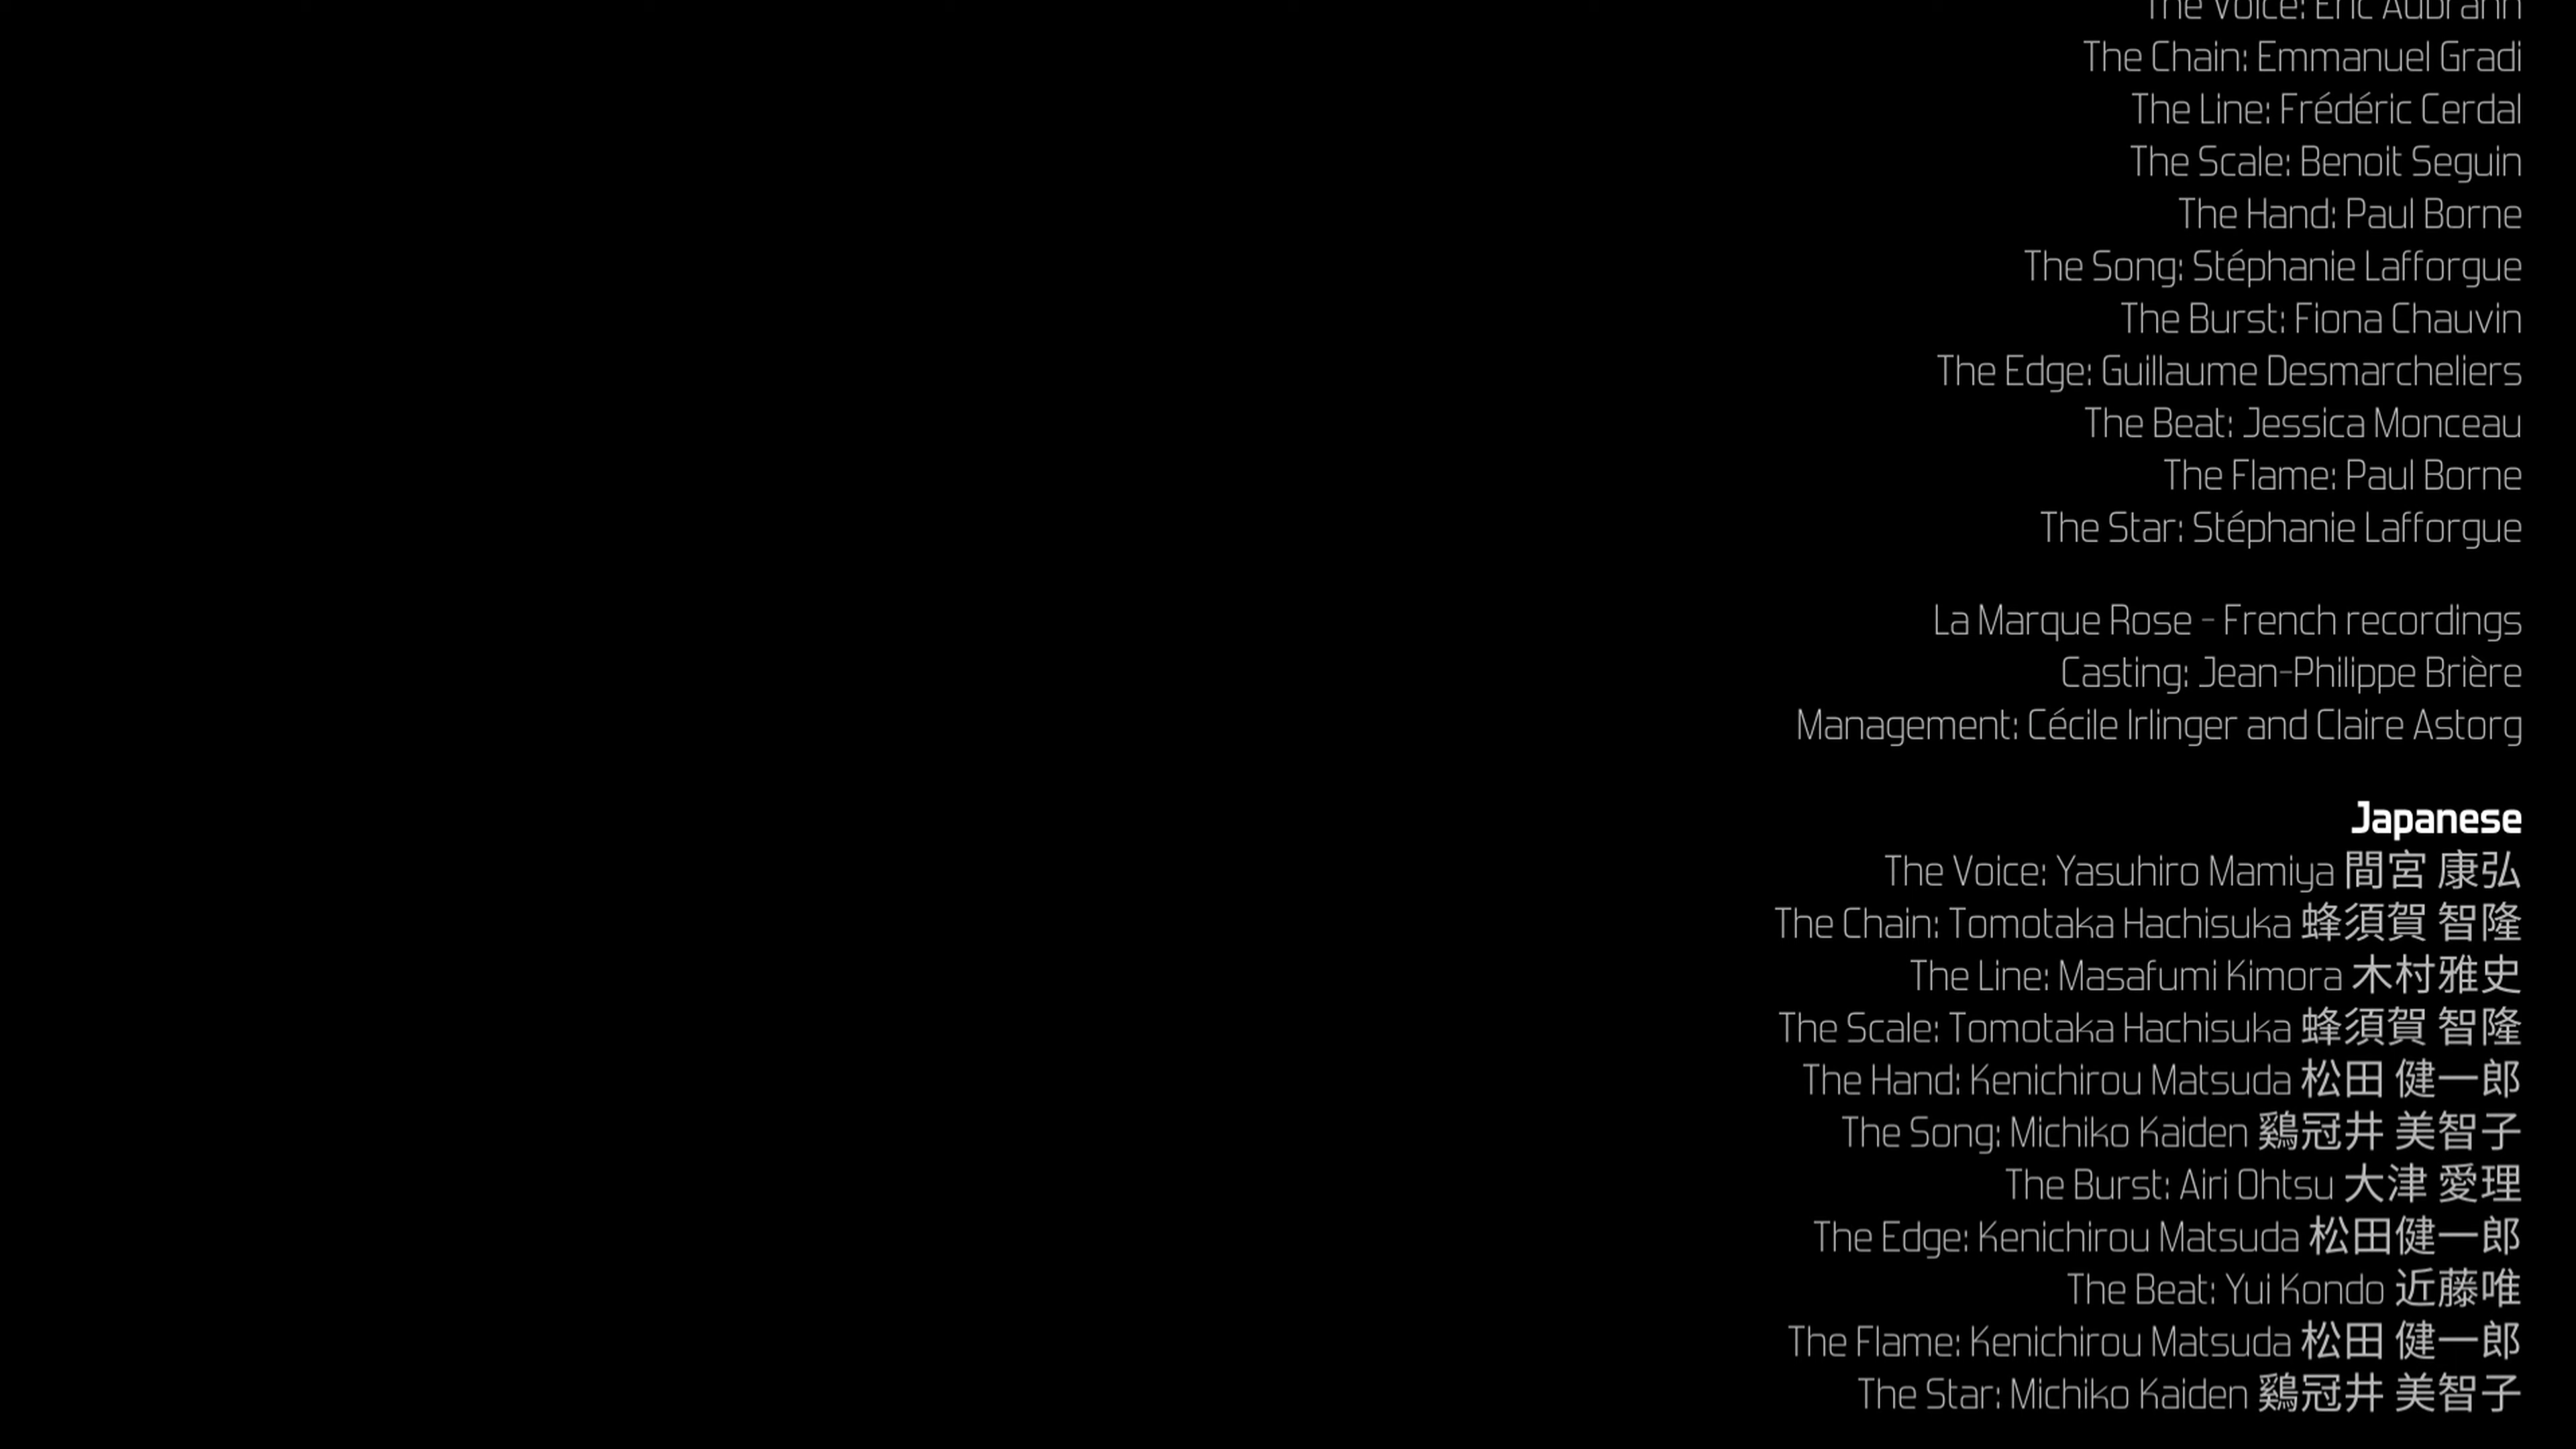 The Voice: Eric Aubrahn
The Chain: Emmanuel Gradi
The Line: Frédéric Cerdal
The Scale: Benoit Seguin
The Hand: Paul Borne
The Song: Stéphanie Lafforgue
The Burst: Fiona Chauvin
The Edge: Guillaume Desmarcheliers
The Beat: Jessica Monceau
The Flame: Paul Borne
The Star: Stéphanie Lafforgue
La Marque Rose - French recordings
Casting: Jean-Philippe Brière
Management: Cécile Irlinger and Claire Astorg
Japanese
The Voice: Yasuhiro Mamiya 間宮 康弘
The Chain: Tomotaka Hachisuka 蜂須賀 智隆
The Line: Masafumi Kimora 木村雅史
The Scale: Tomotaka Hachisuka 蜂須賀 智隆
The Hand: Kenichirou Matsuda 松田 健一郎
The Song: Michiko Kaiden 鷄冠井 美智子
The Burst: Airi Ohtsu 大津 愛理
The Edge: Kenichirou Matsuda 松田健一郎
The Beat: Yui Kondo 近藤唯
The Flame: Kenichirou Matsuda 松田 健一郎
The Star: Michiko Kaiden 鷄冠井 美智子